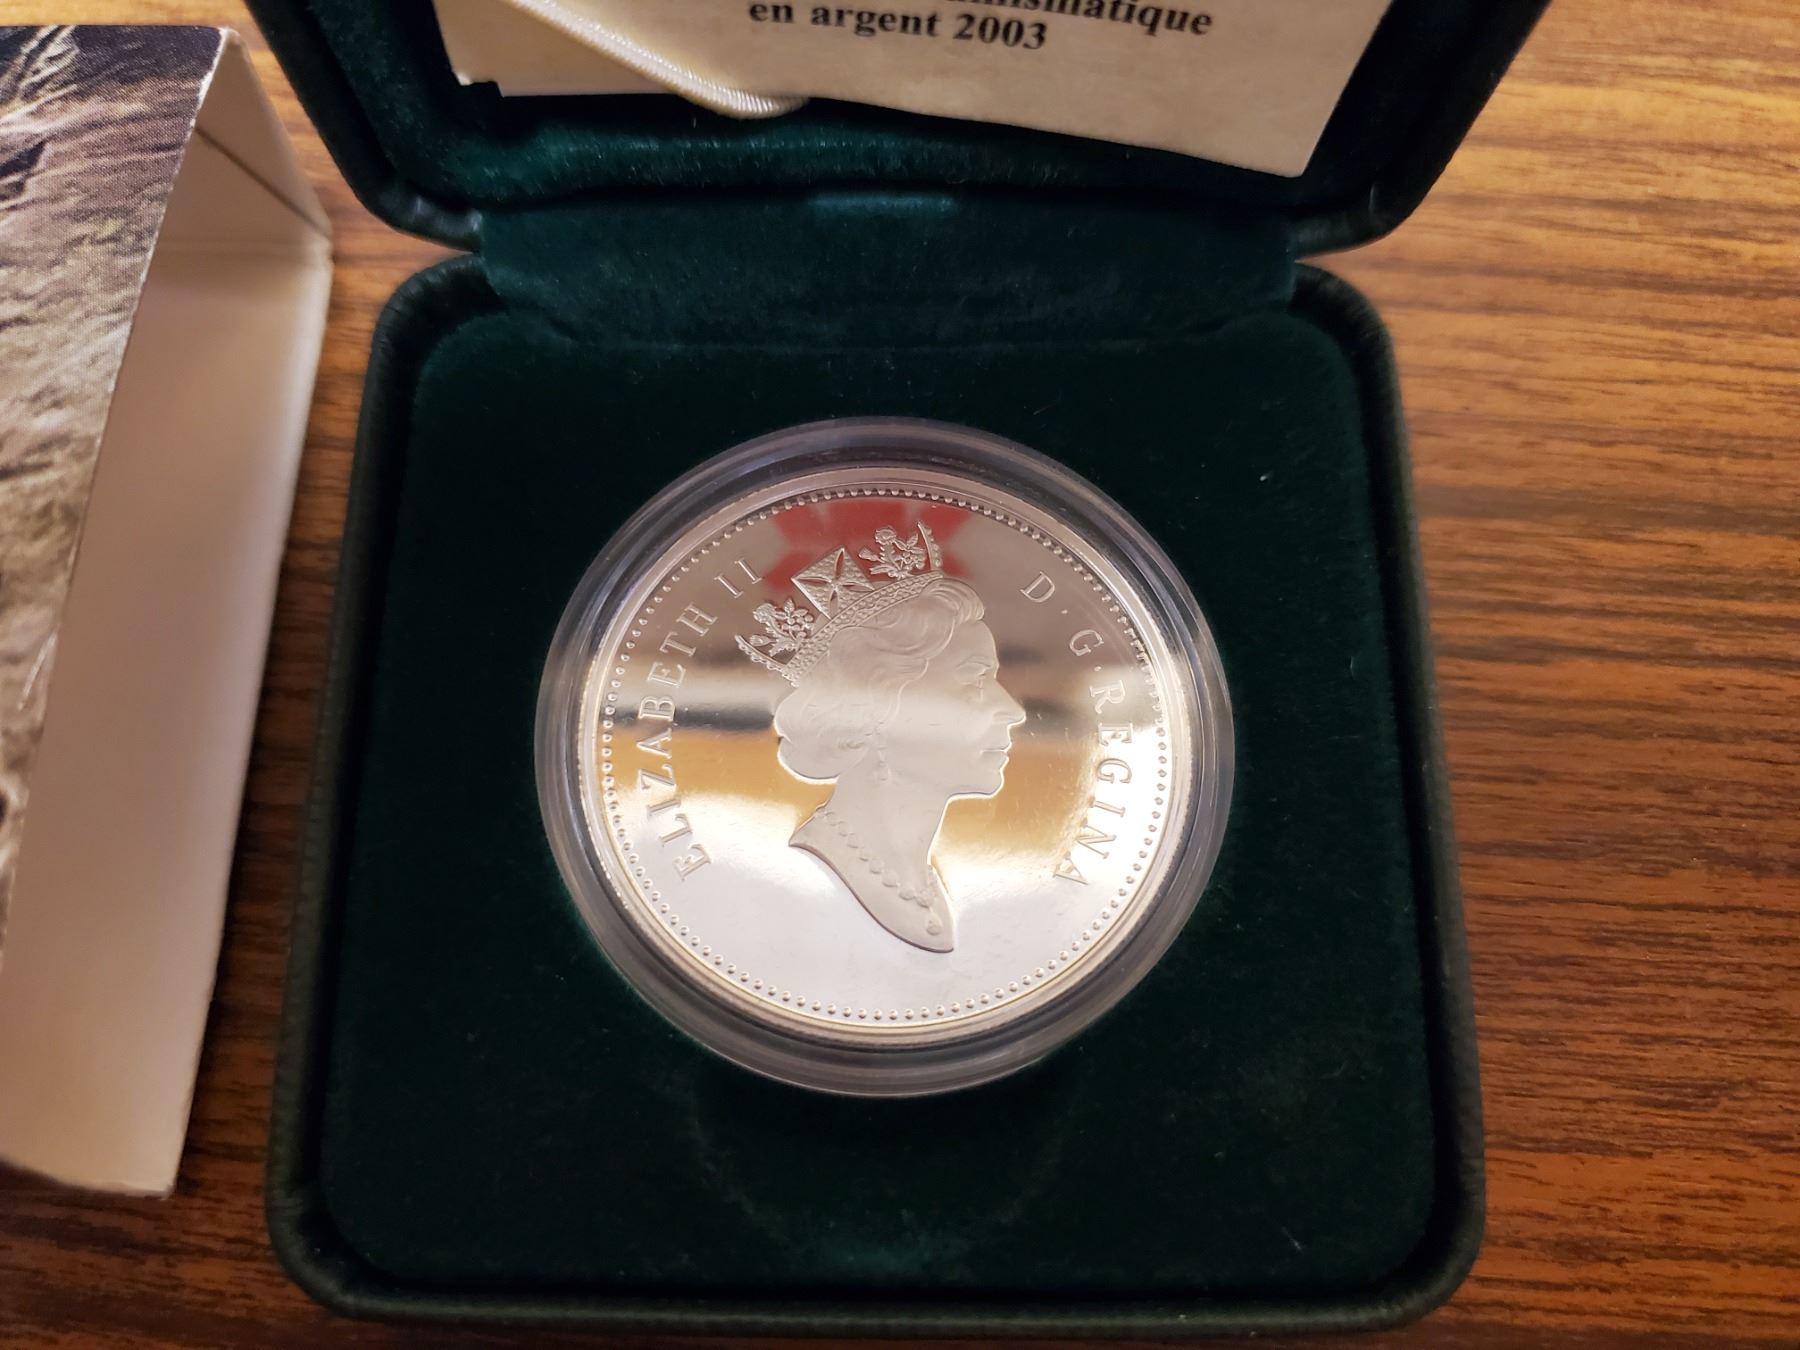 en argent 2003
ELIZABETH II D·G·REGINA